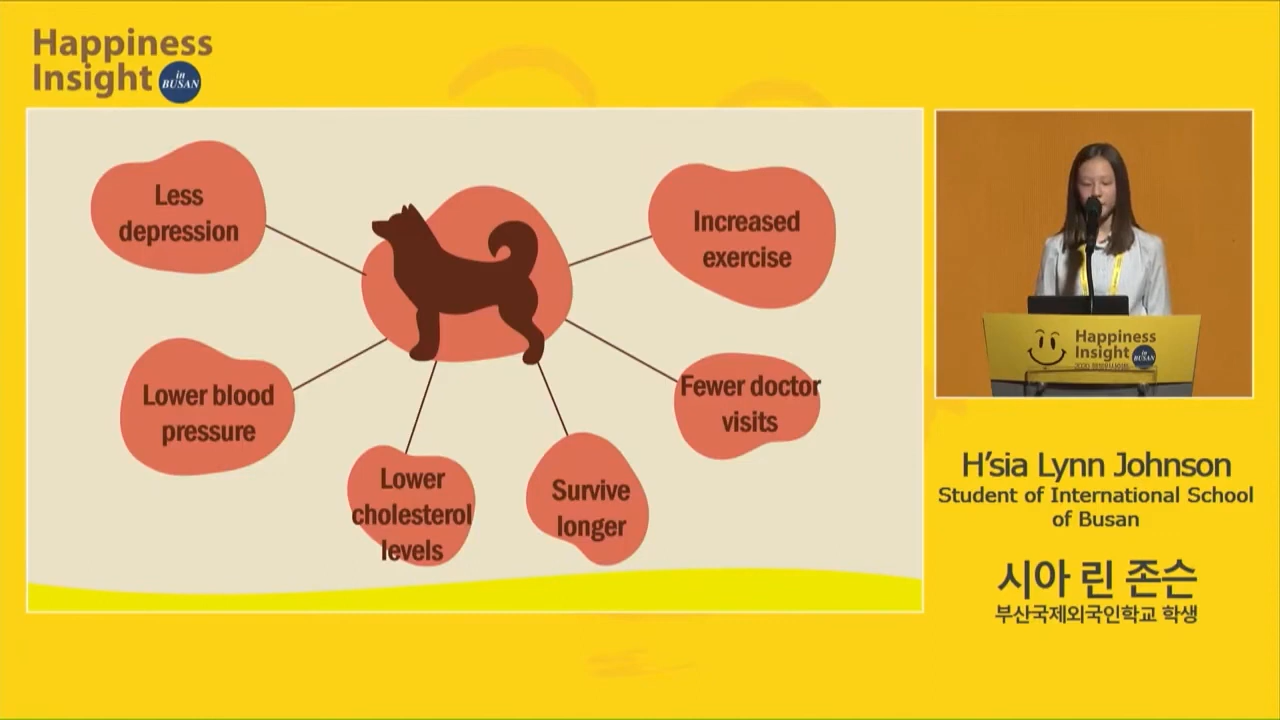 Happiness
Insight in BUSAN
Less
depression
Increased
exercise
Lower blood
pressure
Fewer doctor
visits
Lower
cholesterol
levels
Survive
longer
Happiness
Insight in BUSAN
H'sia Lynn Johnson
Student of International School
of Busan
시아 린 존슨
부산국제외국인학교 학생